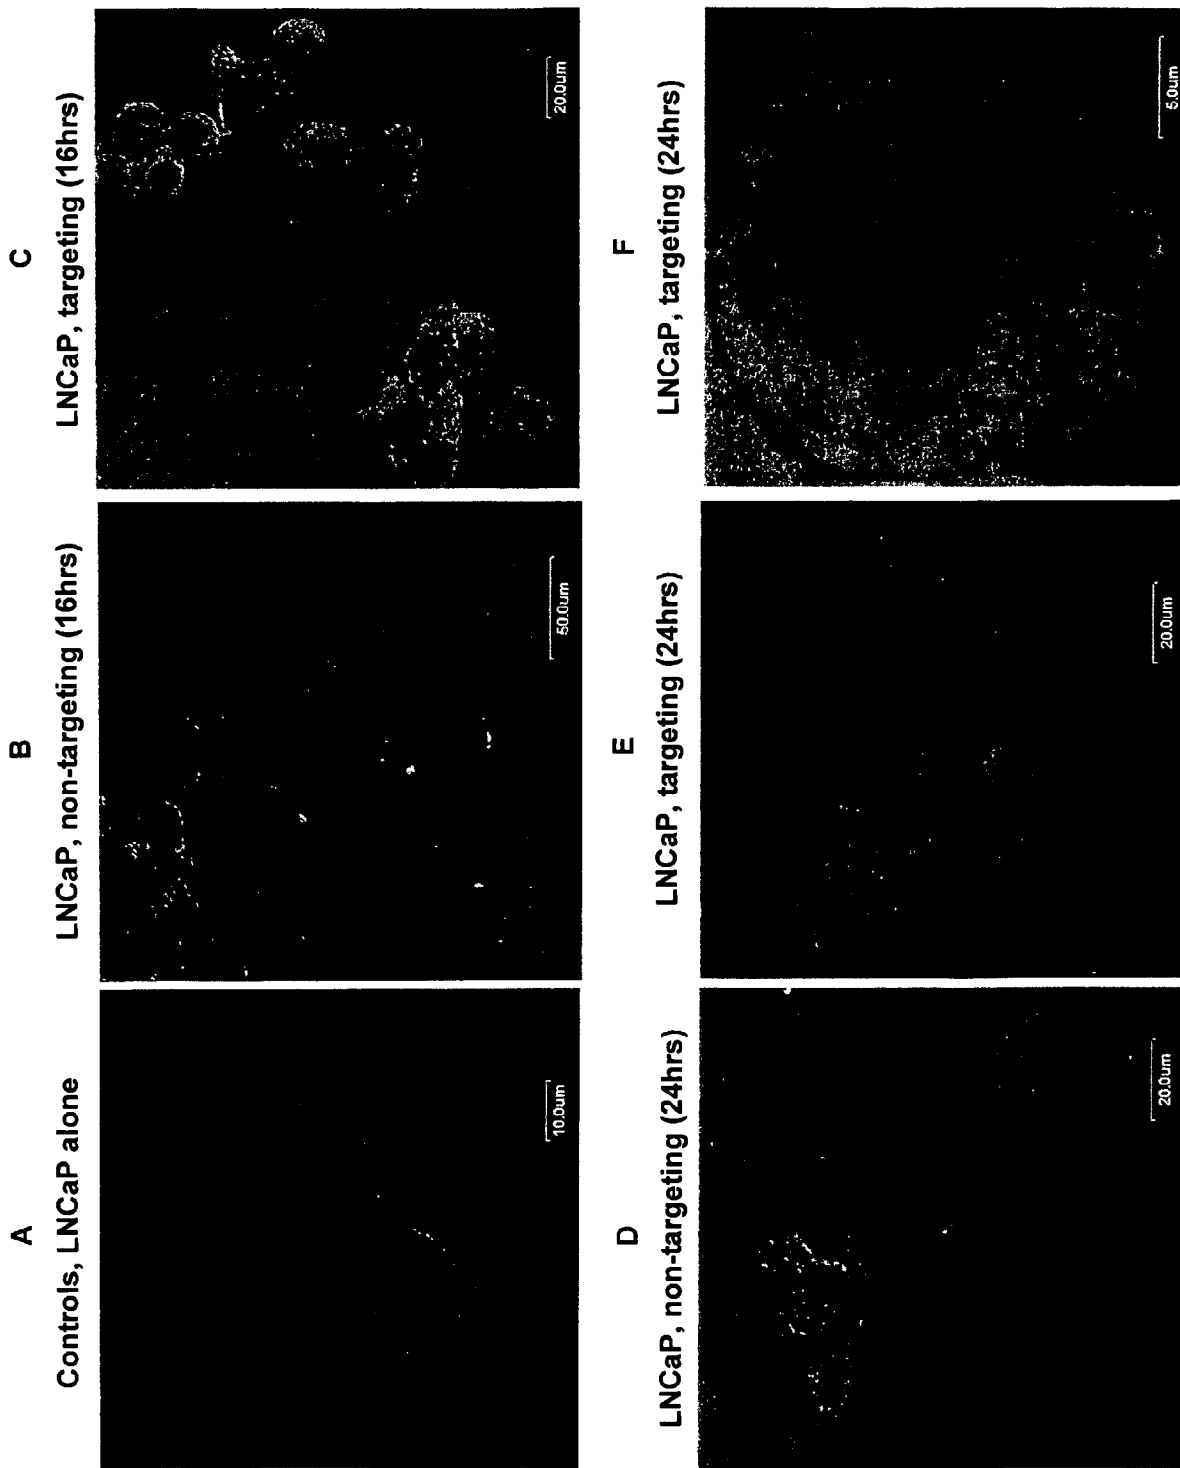 A
Controls, LNCaP alone
10.0um
B
LNCaP, non-targeting (16hrs)
50.0um
C
LNCaP, targeting (16hrs)
20.0um
D
LNCaP, non-targeting (24hrs)
20.0um
E
LNCaP, targeting (24hrs)
20.0um
F
LNCaP, targeting (24hrs)
5.0um